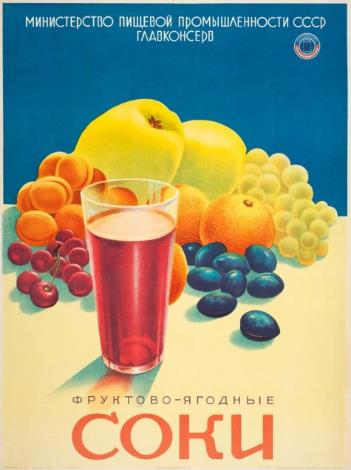 МИНИСТЕРСТВО ПИЩЕВОЙ ПРОМЫШЛЕННОСТИ СССР
ГЛАВКОНСЕРВ
ФРУКТОВО-ЯГОДНЫЕ
СОКИ